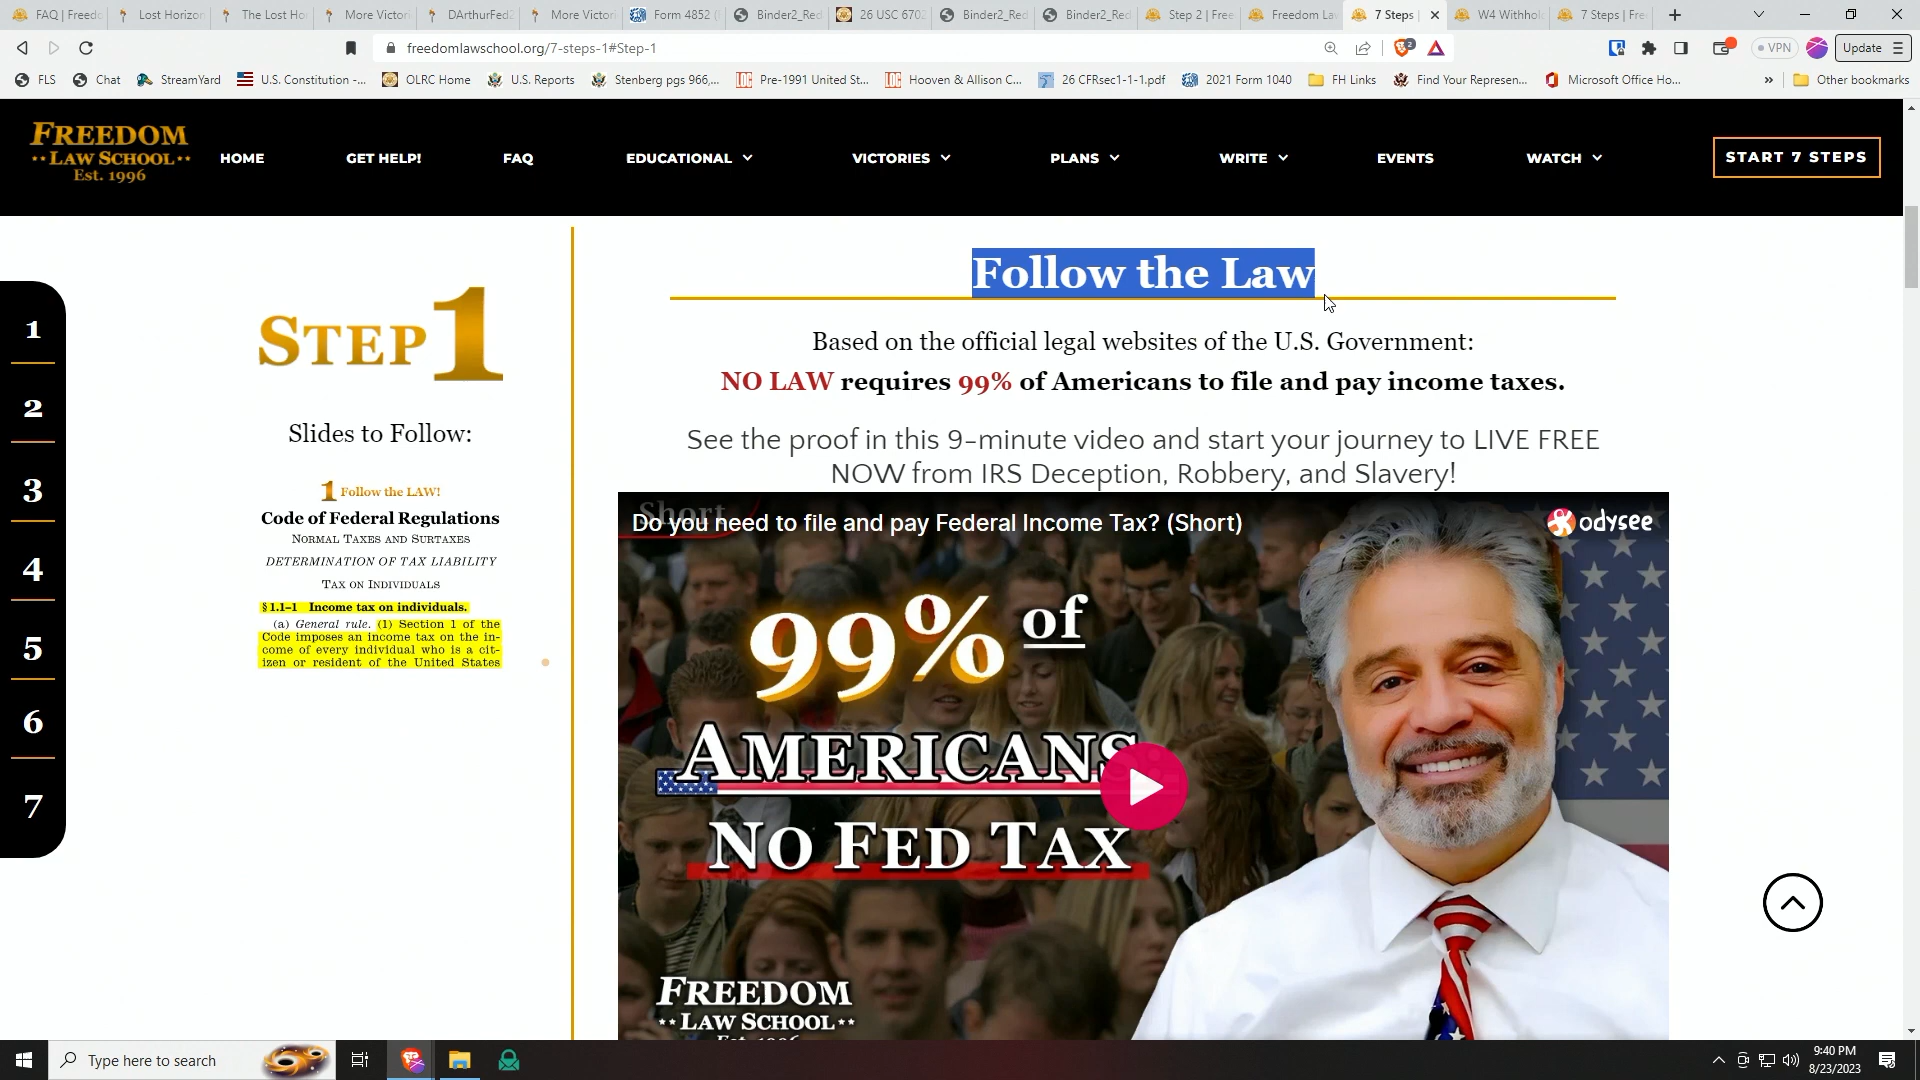 FAQ | Freed
Lost Horizon
The Lost Ho
More Victor
DArthurFed2
More Victori
Form 4852 (
Binder2_Red
26 USC 6702
Binder2_Red
Binder2_Red
Step 2 | Free
Freedom La
7 Steps |
W4 Withhol
7 Steps | Fre
freedomlawschool.org/7-steps-1#Step-1
2
VPN
Update
FLS
Chat
StreamYard
U.S. Constitution -...
OLRC Home
U.S. Reports
Stenberg pgs 966,...
Pre-1991 United St...
Hooven & Allison C...
26 CFRsec1-1-1.pdf
2021 Form 1040
FH Links
Find Your Represen...
Microsoft Office Ho...
»
Other bookmarks
FREEDOM
LAW SCHOOL
Est. 1996
HOME
GET HELP!
FAQ
EDUCATIONAL
VICTORIES
PLANS
WRITE
EVENTS
WATCH
START 7 STEPS
1
2
3
4
5
6
7
STEP 1
Slides to Follow:
1 Follow the LAW!
Code of Federal Regulations
NORMAL TAXES AND SURTAXES
DETERMINATION OF TAX LIABILITY
TAX ON INDIVIDUALS
§ 1.1–1 Income tax on individuals.
(a) General rule. (1) Section 1 of the
Code imposes an income tax on the in-
come of every individual who is a cit-
izen or resident of the United States
Follow the Law
Based on the official legal websites of the U.S. Government:
NO LAW requires 99% of Americans to file and pay income taxes.
See the proof in this 9-minute video and start your journey to LIVE FREE
NOW from IRS Deception, Robbery, and Slavery!
Short
Do you need to file and pay Federal Income Tax? (Short)
odysee
99% of
AMERICANS
NO FED TAX
FREEDOM
LAW SCHOOL
Est. 1996
Type here to search
9:40 PM
8/23/2023